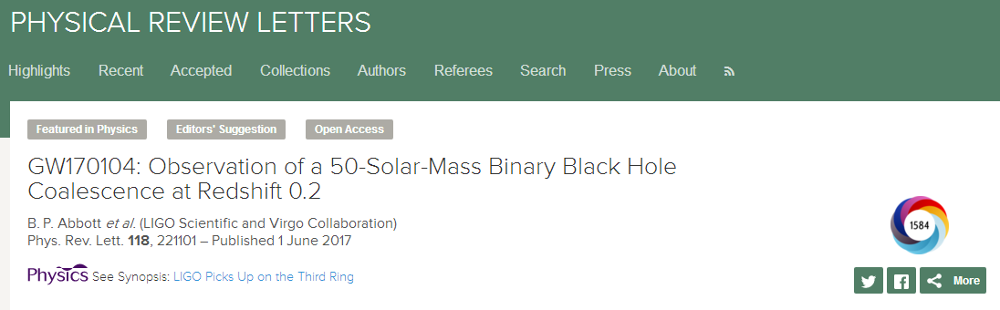 PHYSICAL REVIEW LETTERS
Highlights Recent Accepted Collections Authors Referees Search Press About
Featured in Physics Editors' Suggestion Open Access
GW170104: Observation of a 50-Solar-Mass Binary Black Hole
Coalescence at Redshift 0.2
B. P. Abbott et al. (LIGO Scientific and Virgo Collaboration)
Phys. Rev. Lett. 118, 221101 – Published 1 June 2017
Physics See Synopsis: LIGO Picks Up on the Third Ring
1584
More